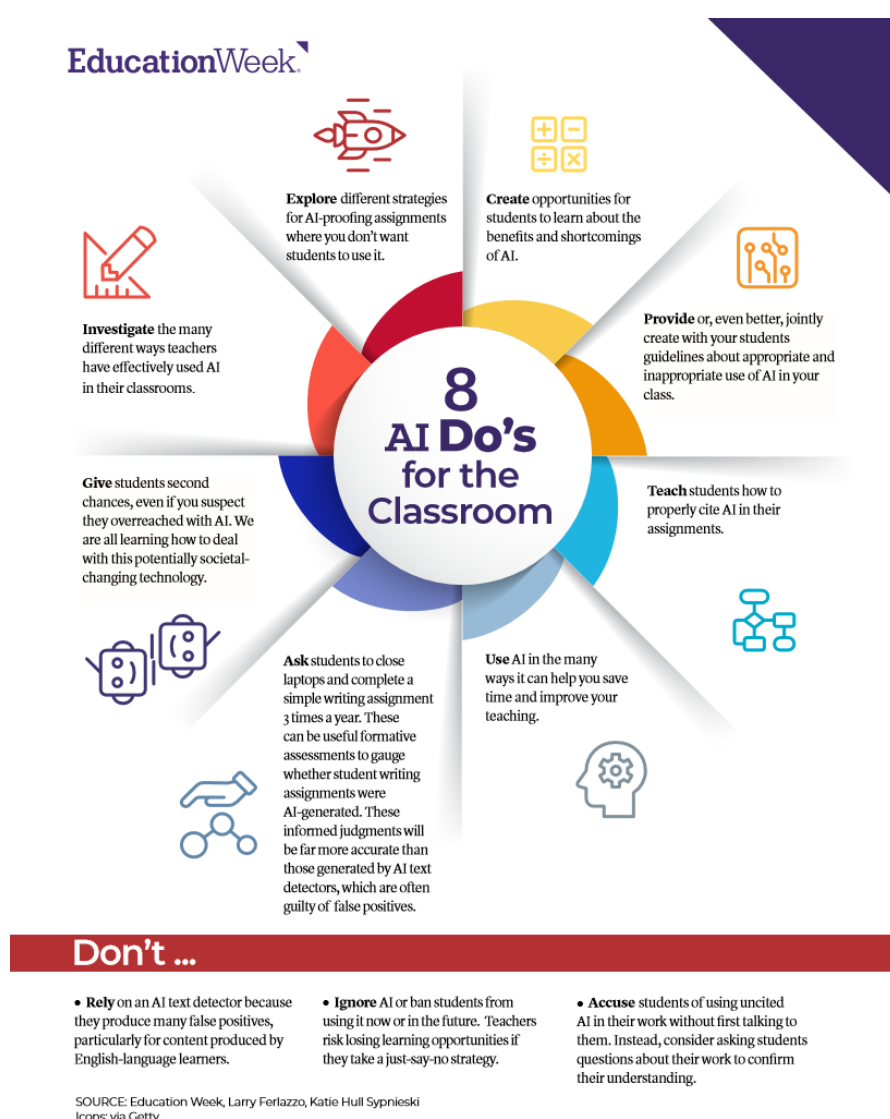 EducationWeek.
Explore different strategies
for AI-proofing assignments
where you don't want
students to use it.
Create opportunities for
students to learn about the
benefits and shortcomings
of AI.
Investigate the many
different ways teachers
have effectively used AI
in their classrooms.
Provide or, even better, jointly
create with your students
guidelines about appropriate and
inappropriate use of AI in your
class.
8
AI Do's
for the
Classroom
Give students second
chances, even if you suspect
they overreached with AI. We
are all learning how to deal
with this potentially societal-
changing technology.
Teach students how to
properly cite AI in their
assignments.
Ask students to close
laptops and complete a
simple writing assignment
3 times a year. These
can be useful formative
assessments to gauge
whether student writing
assignments were
AI-generated. These
informed judgments will
be far more accurate than
those generated by AI text
detectors, which are often
guilty of false positives.
Use AI in the many
ways it can help you save
time and improve your
teaching.
Don't ...
• Rely on an AI text detector because
they produce many false positives,
particularly for content produced by
English-language learners.
• Ignore AI or ban students from
using it now or in the future. Teachers
risk losing learning opportunities if
they take a just-say-no strategy.
• Accuse students of using uncited
AI in their work without first talking to
them. Instead, consider asking students
questions about their work to confirm
their understanding.
SOURCE: Education Week, Larry Ferlazzo, Katie Hull Sypnieski
Icons: via Getty